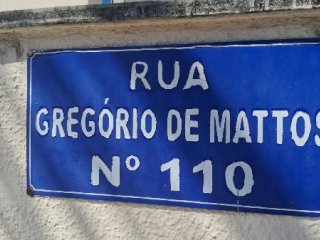 RUA
GREGÓRIO DE MATTOS
Nº 110